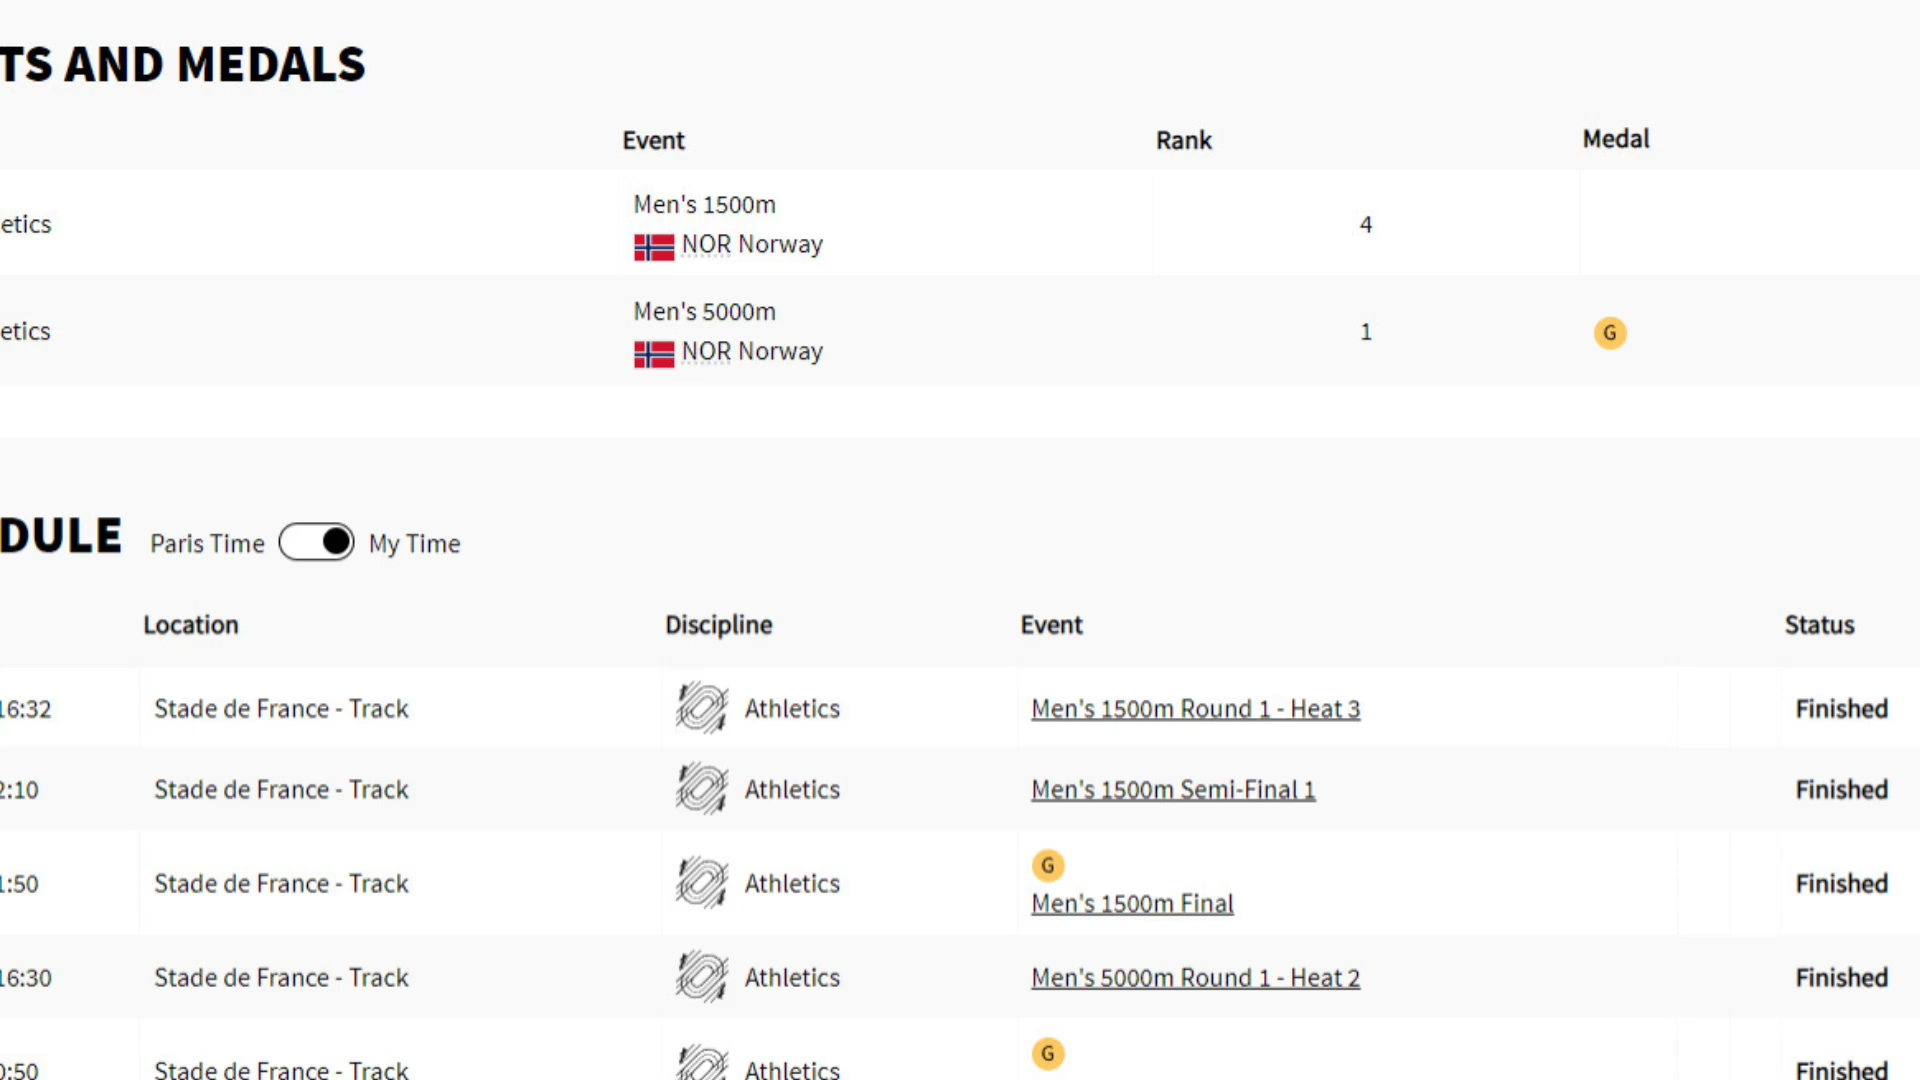 TS AND MEDALS
Event Rank Medal
etics Men's 1500m 4
NOR Norway
etics Men's 5000m 1 G
NOR Norway
DULE Paris Time My Time
Location Discipline Event Status
16:32 Stade de France - Track Athletics Men's 1500m Round 1 - Heat 3 Finished
2:10 Stade de France - Track Athletics Men's 1500m Semi-Final 1 Finished
G
1:50 Stade de France - Track Athletics Men's 1500m Final Finished
16:30 Stade de France - Track Athletics Men's 5000m Round 1 - Heat 2 Finished
G
0:50 Stade de France - Track Athletics Finished